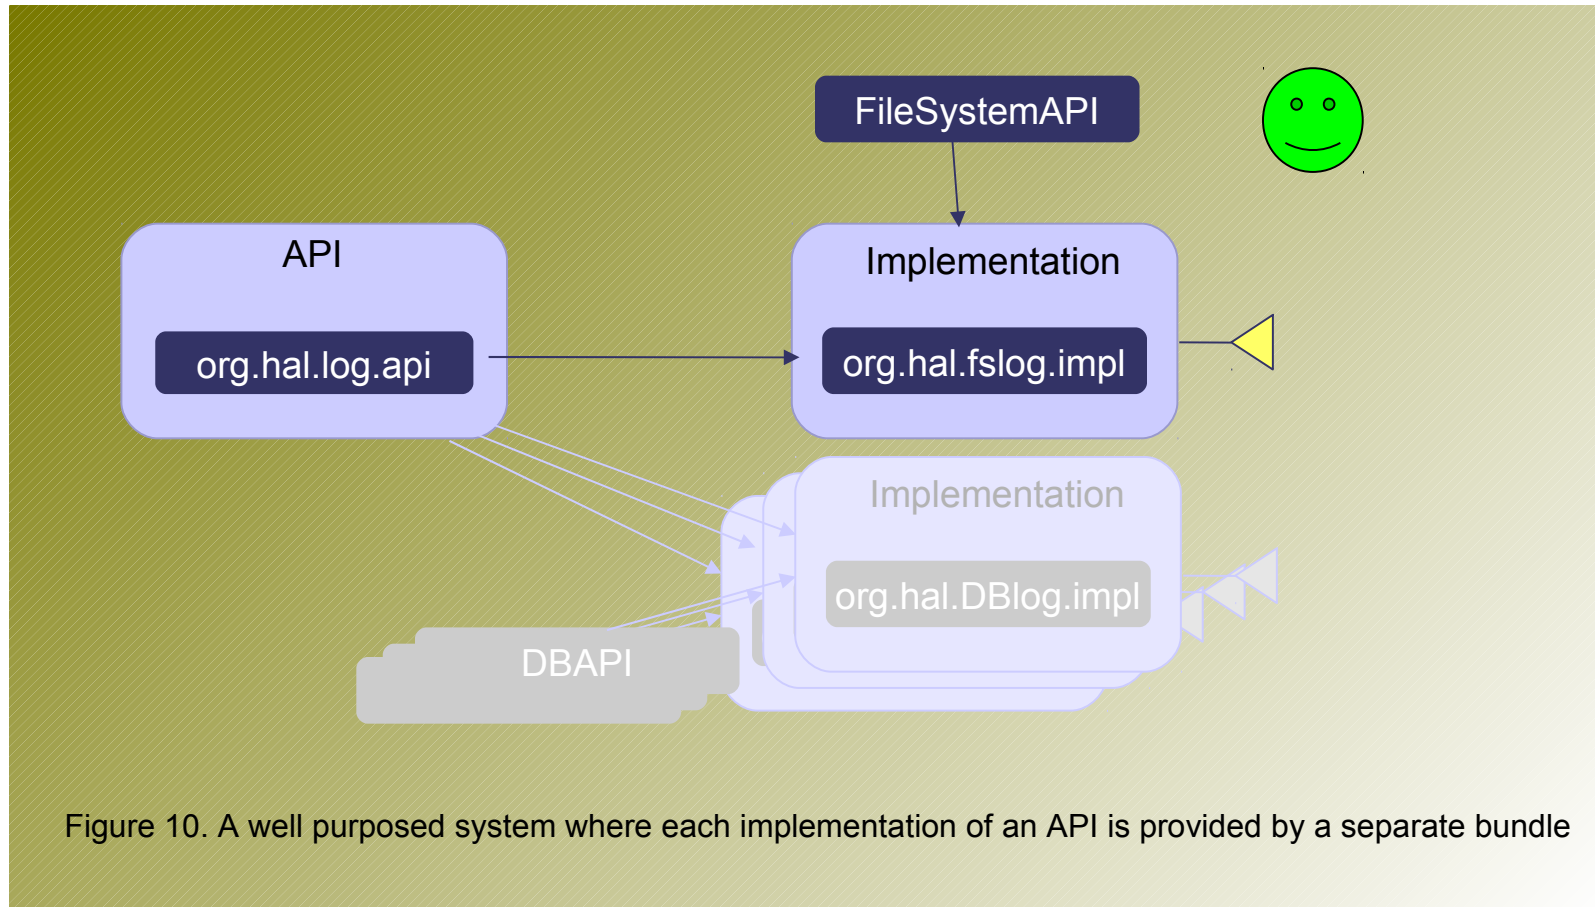 FileSystemAPI
API
Implementation
org.hal.log.api
org.hal.fslog.impl
Implementation
org.hal.DBlog.impl
DBAPI
Figure 10. A well purposed system where each implementation of an API is provided by a separate bundle